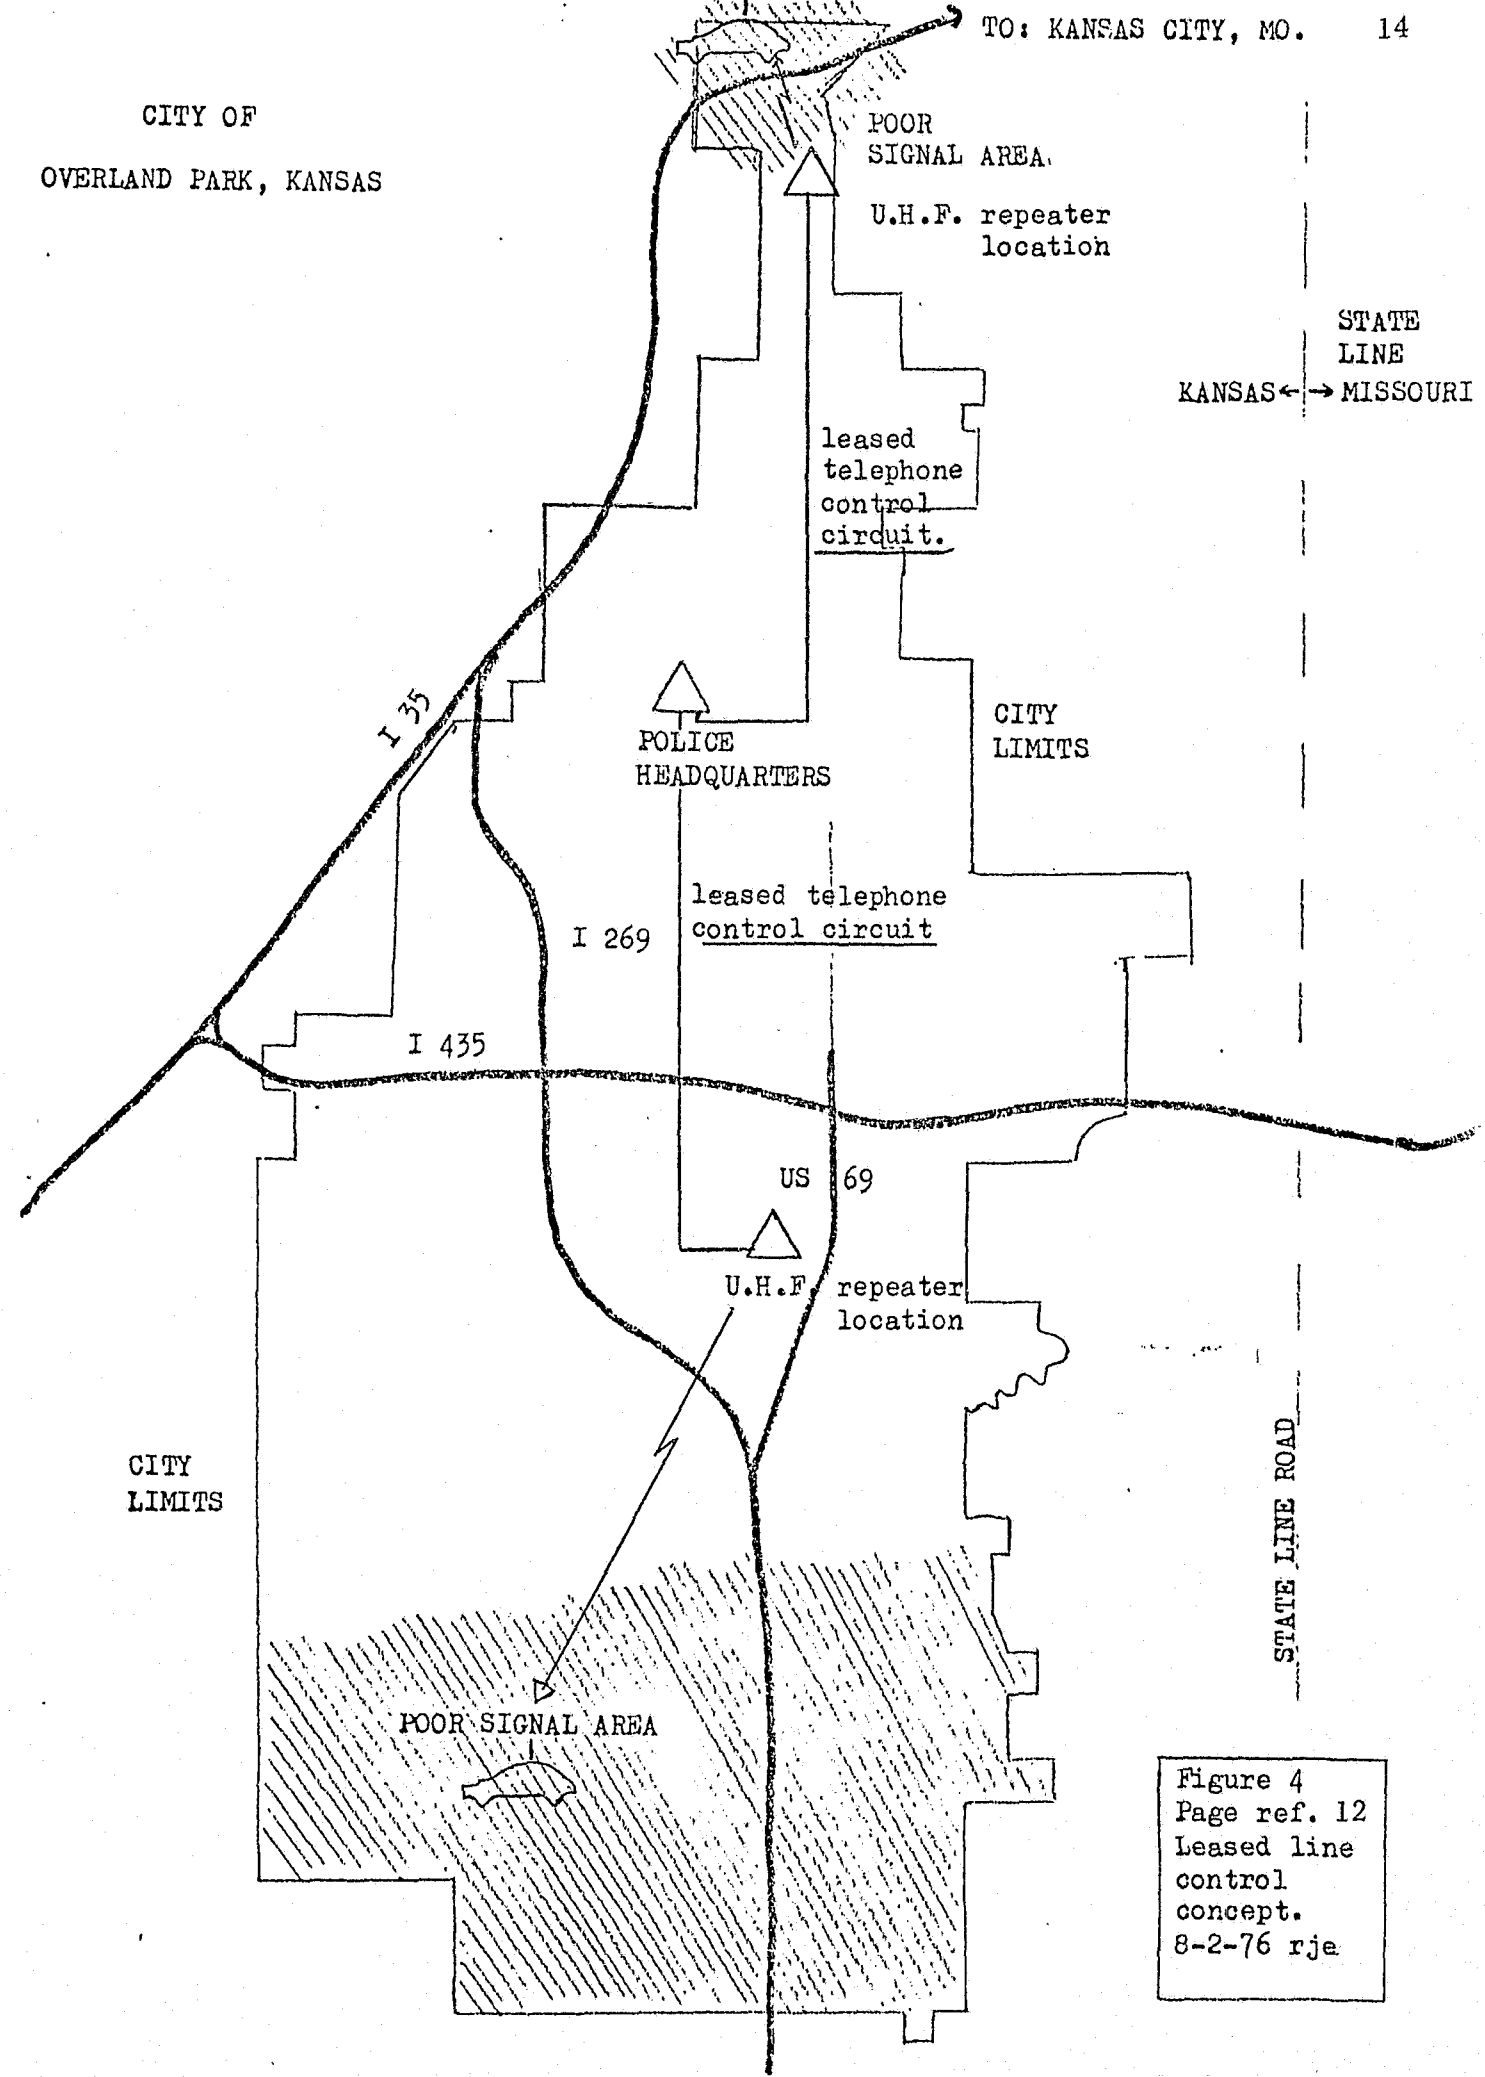 TO: KANSAS CITY, MO. 14
CITY OF
OVERLAND PARK, KANSAS
POOR
SIGNAL AREA.
U.H.F. repeater
location
STATE
LINE
KANSAS←→MISSOURI
leased
telephone
control
circuit.
I 35
POLICE
HEADQUARTERS
CITY
LIMITS
leased telephone
control circuit
I 269
I 435
US 69
U.H.F. repeater
location
CITY
LIMITS
STATE LINE ROAD
POOR SIGNAL AREA
Figure 4
Page ref. 12
Leased line
control
concept.
8-2-76 rje